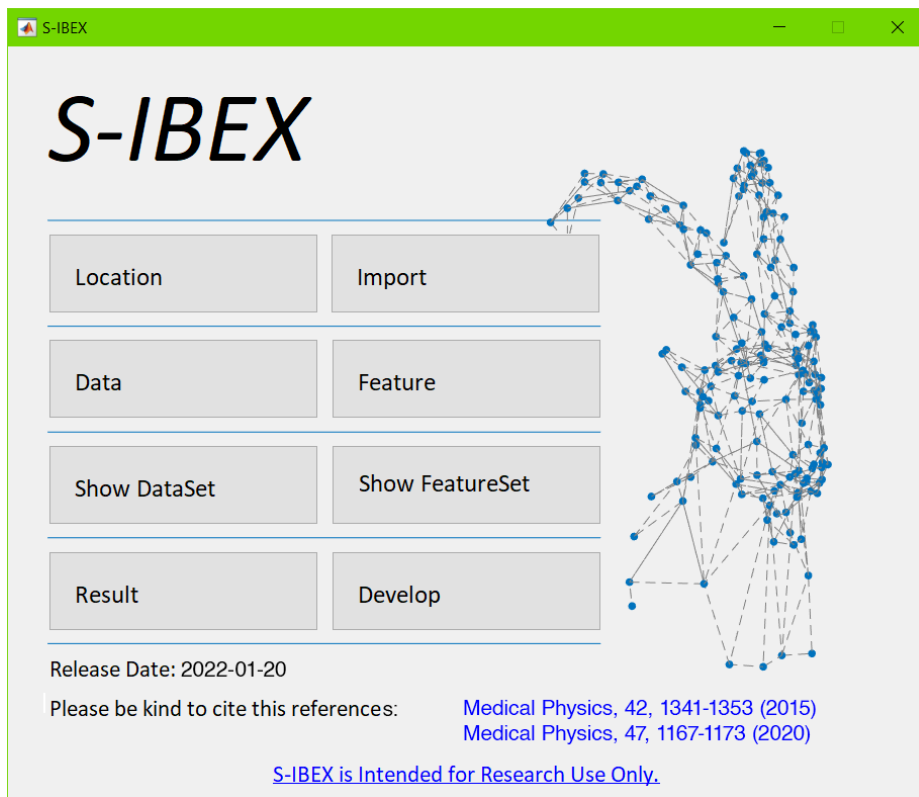 S-IBEX
S-IBEX
Location
Import
Data
Feature
Show DataSet
Show FeatureSet
Result
Develop
Release Date: 2022-01-20
Please be kind to cite this references:
Medical Physics, 42, 1341-1353 (2015)
Medical Physics, 47, 1167-1173 (2020)
S-IBEX is Intended for Research Use Only.